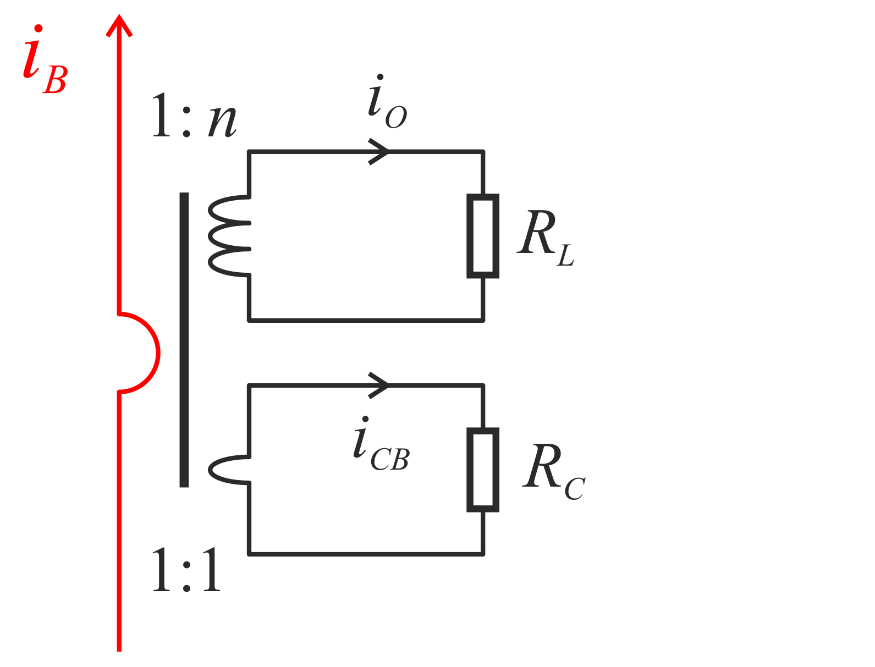 i_B
1:n
i_O
R_L
i_CB
R_C
1:1